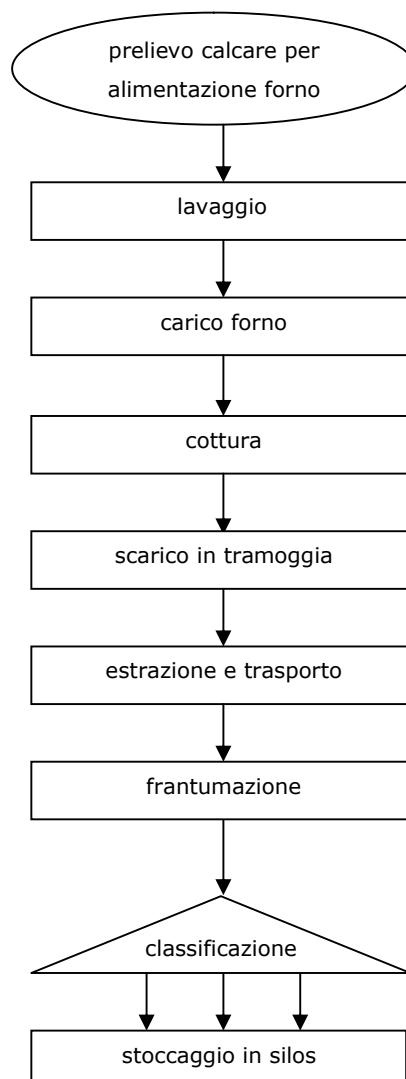 prelievo calcare per
alimentazione forno
lavaggio
carico forno
cottura
scarico in tramoggia
estrazione e trasporto
frantumazione
classificazione
stoccaggio in silos